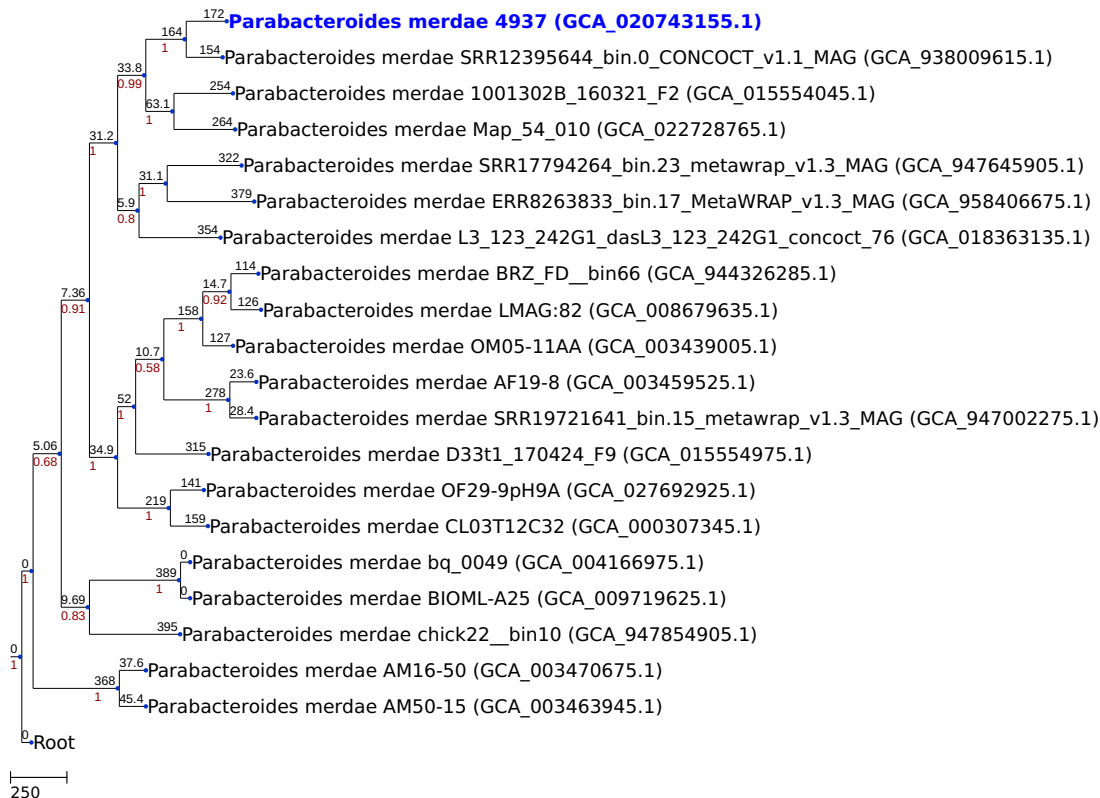 172
Parabacteroides merdae 4937 (GCA_020743155.1)
164
1
154
Parabacteroides merdae SRR12395644_bin.0_CONCOCT_v1.1_MAG (GCA_938009615.1)
33.8
0.99
254
Parabacteroides merdae 1001302B_160321_F2 (GCA_015554045.1)
63.1
1
264
Parabacteroides merdae Map_54_010 (GCA_022728765.1)
31.2
1
322
Parabacteroides merdae SRR17794264_bin.23_metawrap_v1.3_MAG (GCA_947645905.1)
31.1
1
379
Parabacteroides merdae ERR8263833_bin.17_MetaWRAP_v1.3_MAG (GCA_958406675.1)
5.9
0.8
354
Parabacteroides merdae L3_123_242G1_dasL3_123_242G1_concoct_76 (GCA_018363135.1)
114
Parabacteroides merdae BRZ_FD__bin66 (GCA_944326285.1)
14.7
0.92
7.36
0.91
126
Parabacteroides merdae LMAG:82 (GCA_008679635.1)
158
1
127
Parabacteroides merdae OM05-11AA (GCA_003439005.1)
10.7
0.58
23.6
Parabacteroides merdae AF19-8 (GCA_003459525.1)
278
1
52
1
28.4
Parabacteroides merdae SRR19721641_bin.15_metawrap_v1.3_MAG (GCA_947002275.1)
5.06
0.68
34.9
1
315
Parabacteroides merdae D33t1_170424_F9 (GCA_015554975.1)
141
Parabacteroides merdae OF29-9pH9A (GCA_027692925.1)
219
1
159
Parabacteroides merdae CL03T12C32 (GCA_000307345.1)
0
Parabacteroides merdae bq_0049 (GCA_004166975.1)
0
1
389
1
0
Parabacteroides merdae BIOML-A25 (GCA_009719625.1)
9.69
0.83
395
Parabacteroides merdae chick22__bin10 (GCA_947854905.1)
0
1
37.6
Parabacteroides merdae AM16-50 (GCA_003470675.1)
368
1
45.4
Parabacteroides merdae AM50-15 (GCA_003463945.1)
0
Root
250